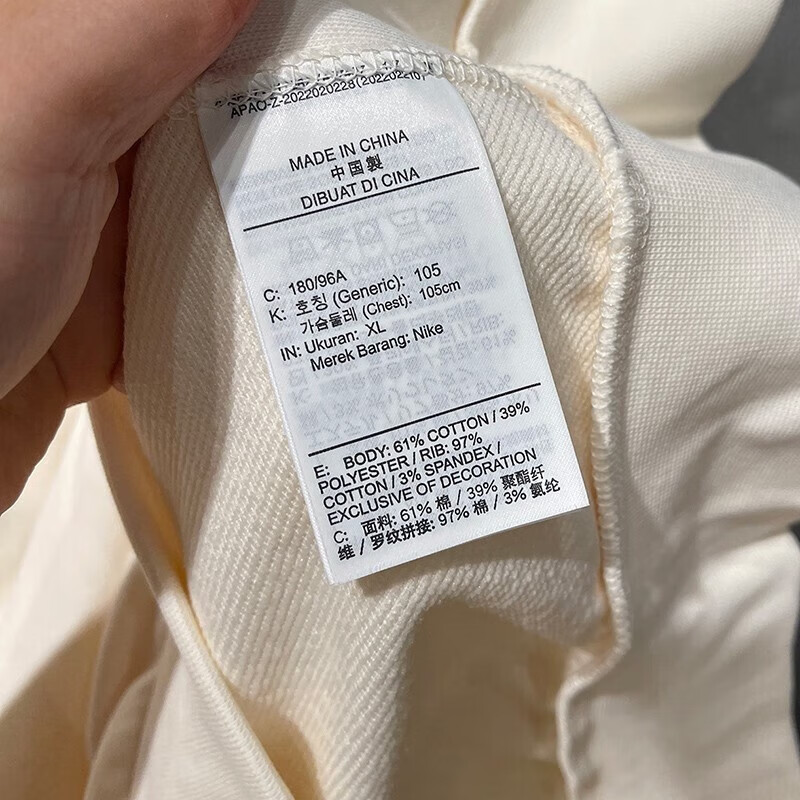 APAO-Z-2022020228(20220210)
MADE IN CHINA
中国製
DIBUAT DI CINA
C: 180/96A
K: 호칭 (Generic): 105
가슴둘레 (Chest): 105cm
IN: Ukuran: XL
Merek Barang: Nike
E: BODY: 61% COTTON / 39%
POLYESTER / RIB: 97%
COTTON / 3% SPANDEX /
EXCLUSIVE OF DECORATION
C: 面料: 61% 棉 / 39% 聚酯纤
维 / 罗纹拼接: 97% 棉 / 3% 氨纶